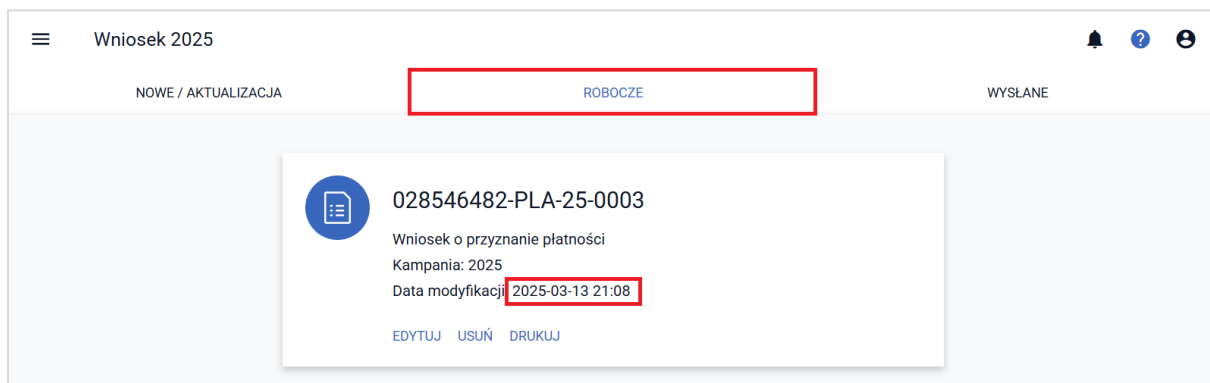 Wniosek 2025
NOWE / AKTUALIZACJA
ROBOCZE
WYSŁANE
028546482-PLA-25-0003
Wniosek o przyznanie płatności
Kampania: 2025
Data modyfikacji 2025-03-13 21:08
EDYTUJ USUŃ DRUKUJ